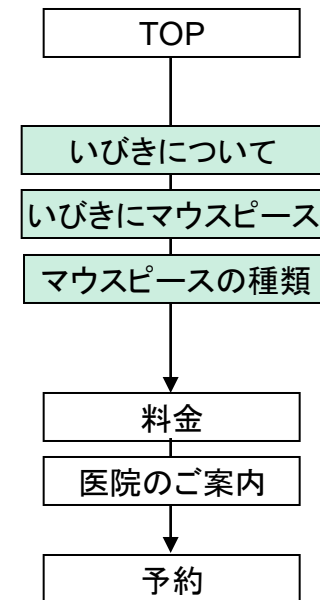 TOP
いびきについて
いびきにマウスピース
マウスピースの種類
料金
医院のご案内
予約